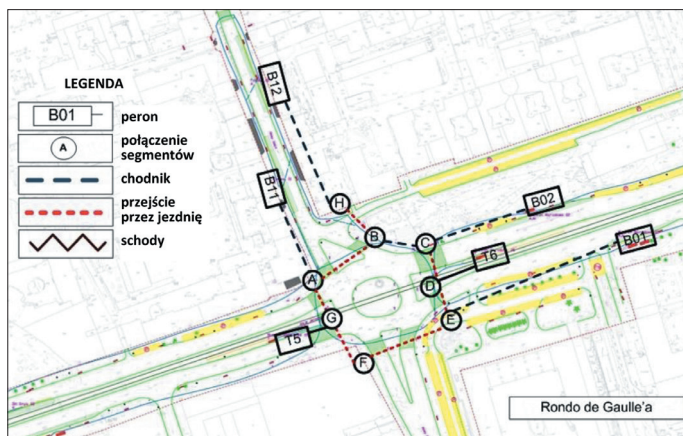 LEGENDA
B01
peron
A
połączenie
segmentów
chodnik
przejście
przez jezdnię
schody
B12
B11
H
B
C
B02
B01
T6
A
D
E
G
T5
F
Rondo de Gaulle'a